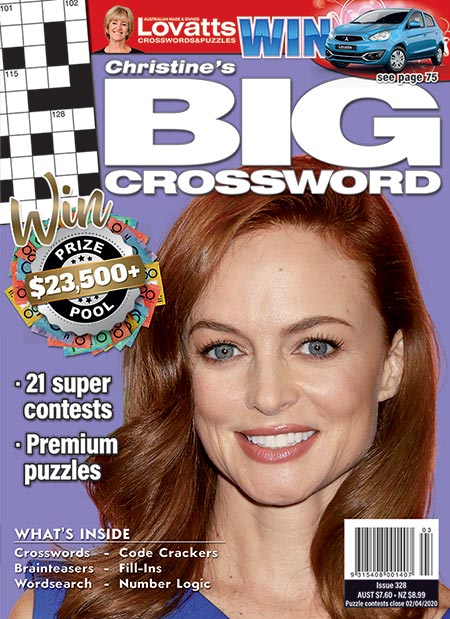 101
102
115
128
AUSTRALIAN MADE & OWNED
Lovatts
CROSSWORDS&PUZZLES
WIN
see page 75
Christine's
BIG
CROSSWORD
Win
PRIZE
$23,500+
POOL
· 21 super
contests
· Premium
puzzles
WHAT'S INSIDE
Crosswords - Code Crackers
Brainteasers - Fill-Ins
Wordsearch - Number Logic
03
9 315408 001407
Issue 328
AUST $7.60 • NZ $8.99
Puzzle contests close 02/04/2020